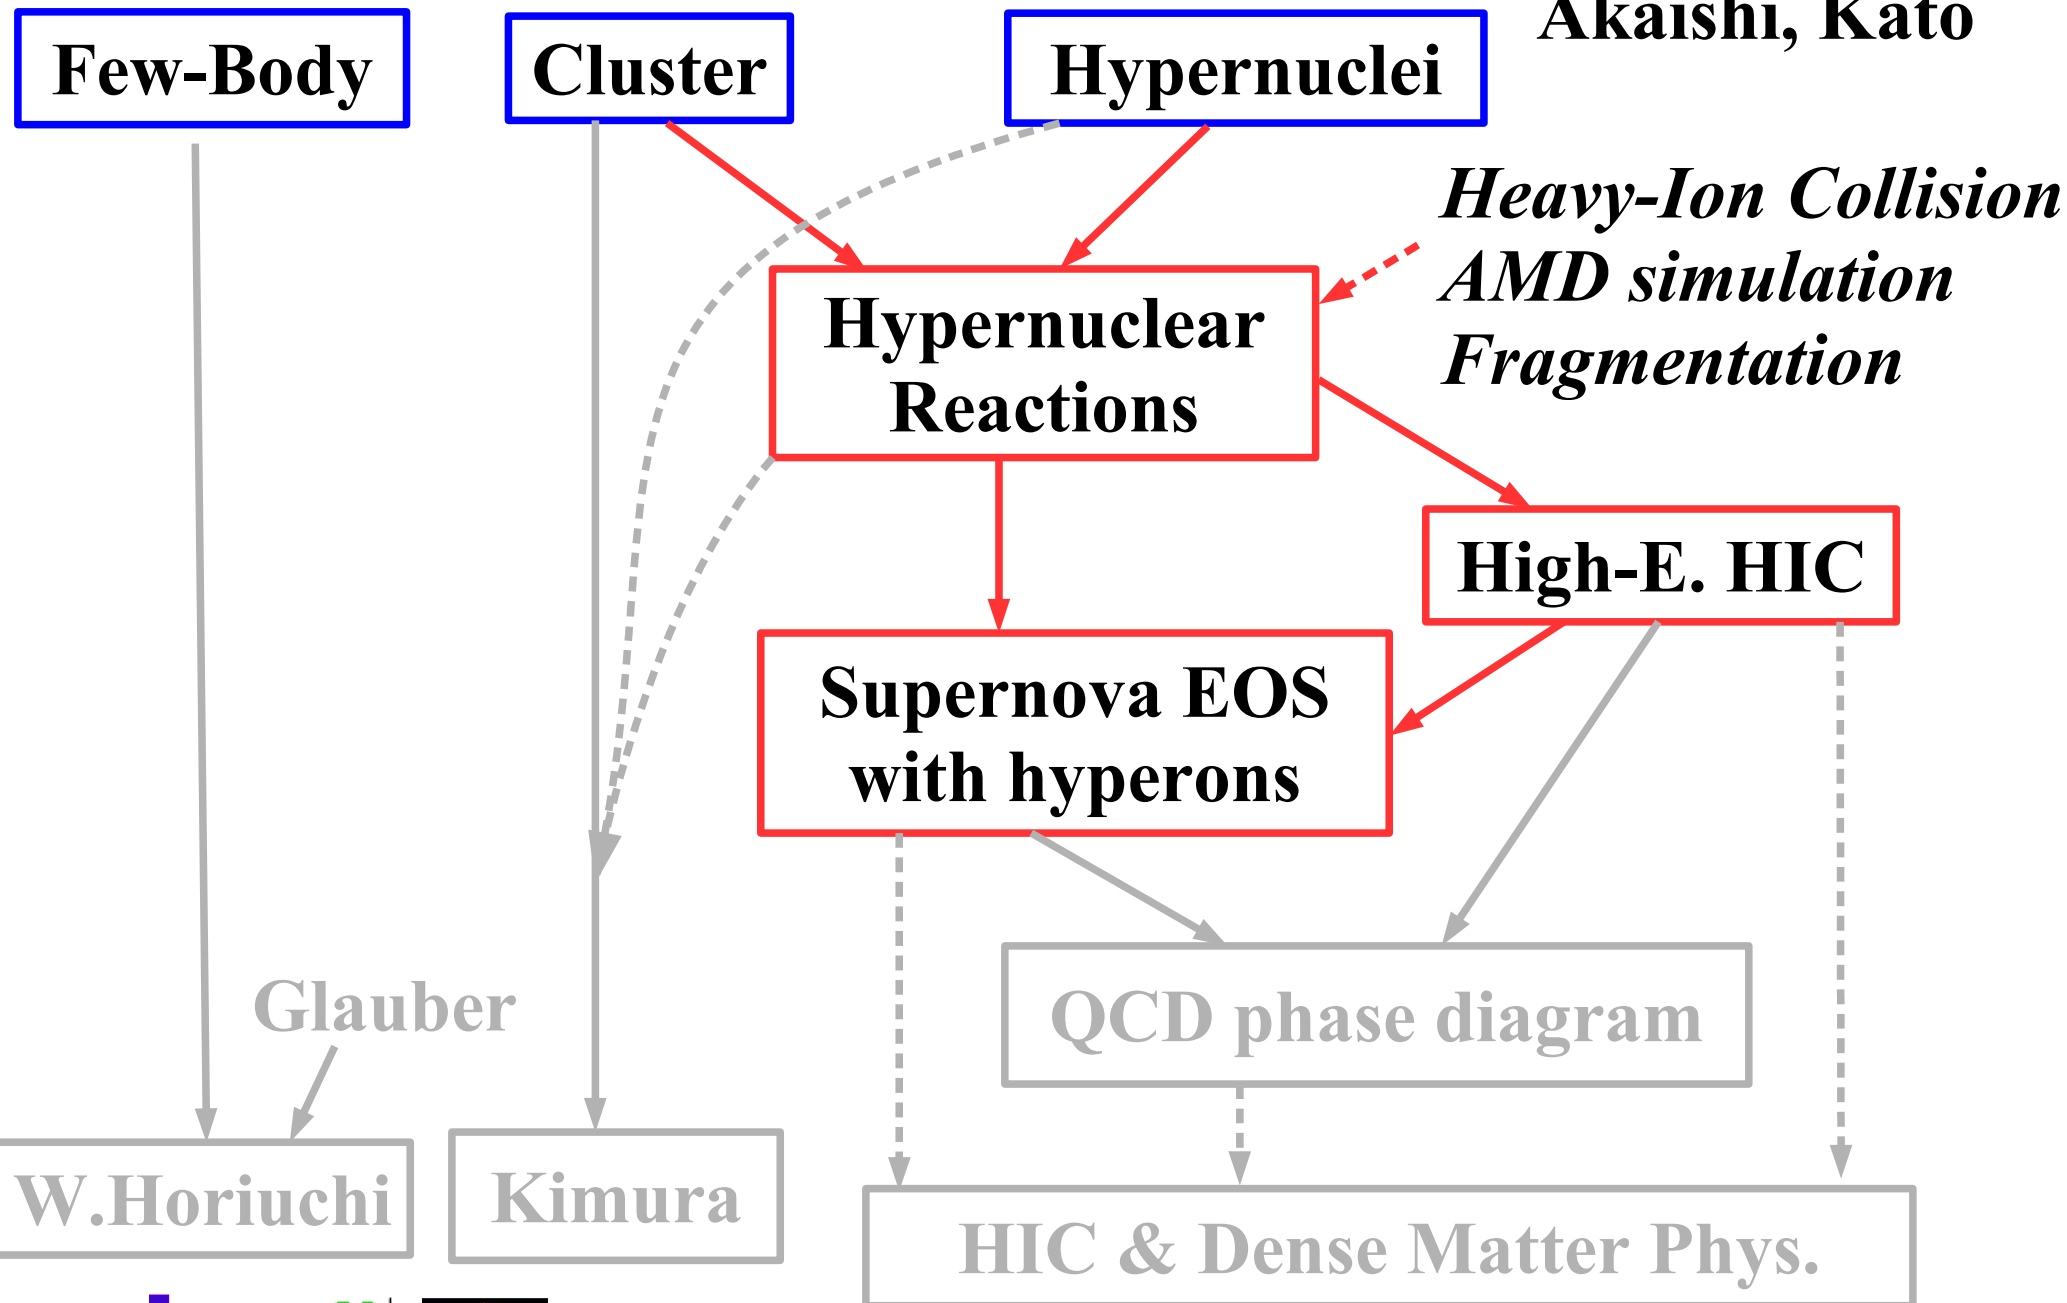 Akaishi, Kato
Few-Body
Cluster
Hypernuclei
Heavy-Ion Collision
AMD simulation
Fragmentation
Hypernuclear
Reactions
High-E. HIC
Supernova EOS
with hyperons
Glauber
QCD phase diagram
W.Horiuchi
Kimura
HIC & Dense Matter Phys.